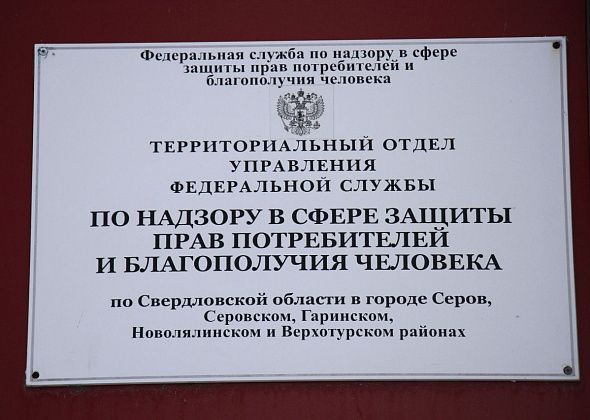 Федеральная служба по надзору в сфере
защиты прав потребителей и
благополучия человека
ТЕРРИТОРИАЛЬНЫЙ ОТДЕЛ
УПРАВЛЕНИЯ
ФЕДЕРАЛЬНОЙ СЛУЖБЫ
ПО НАДЗОРУ В СФЕРЕ ЗАЩИТЫ
ПРАВ ПОТРЕБИТЕЛЕЙ
И БЛАГОПОЛУЧИЯ ЧЕЛОВЕКА
по Свердловской области в городе Серов,
Серовском, Гаринском,
Новолялинском и Верхотурском районах